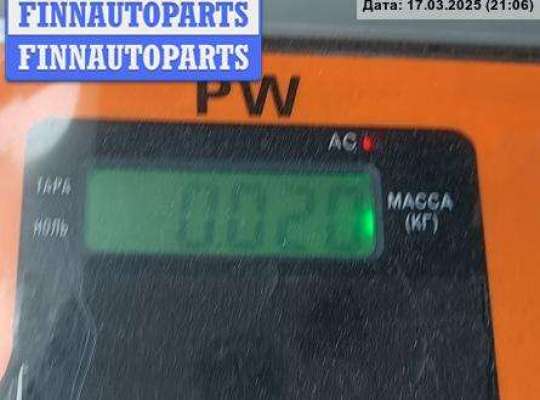 FINNAUTOPARTS
Дата: 17.03.2025 (21:06)
FINNAUTOPARTS
PW
AC
ТАРА
МАССА
НОЛЬ
0.020
(КГ)